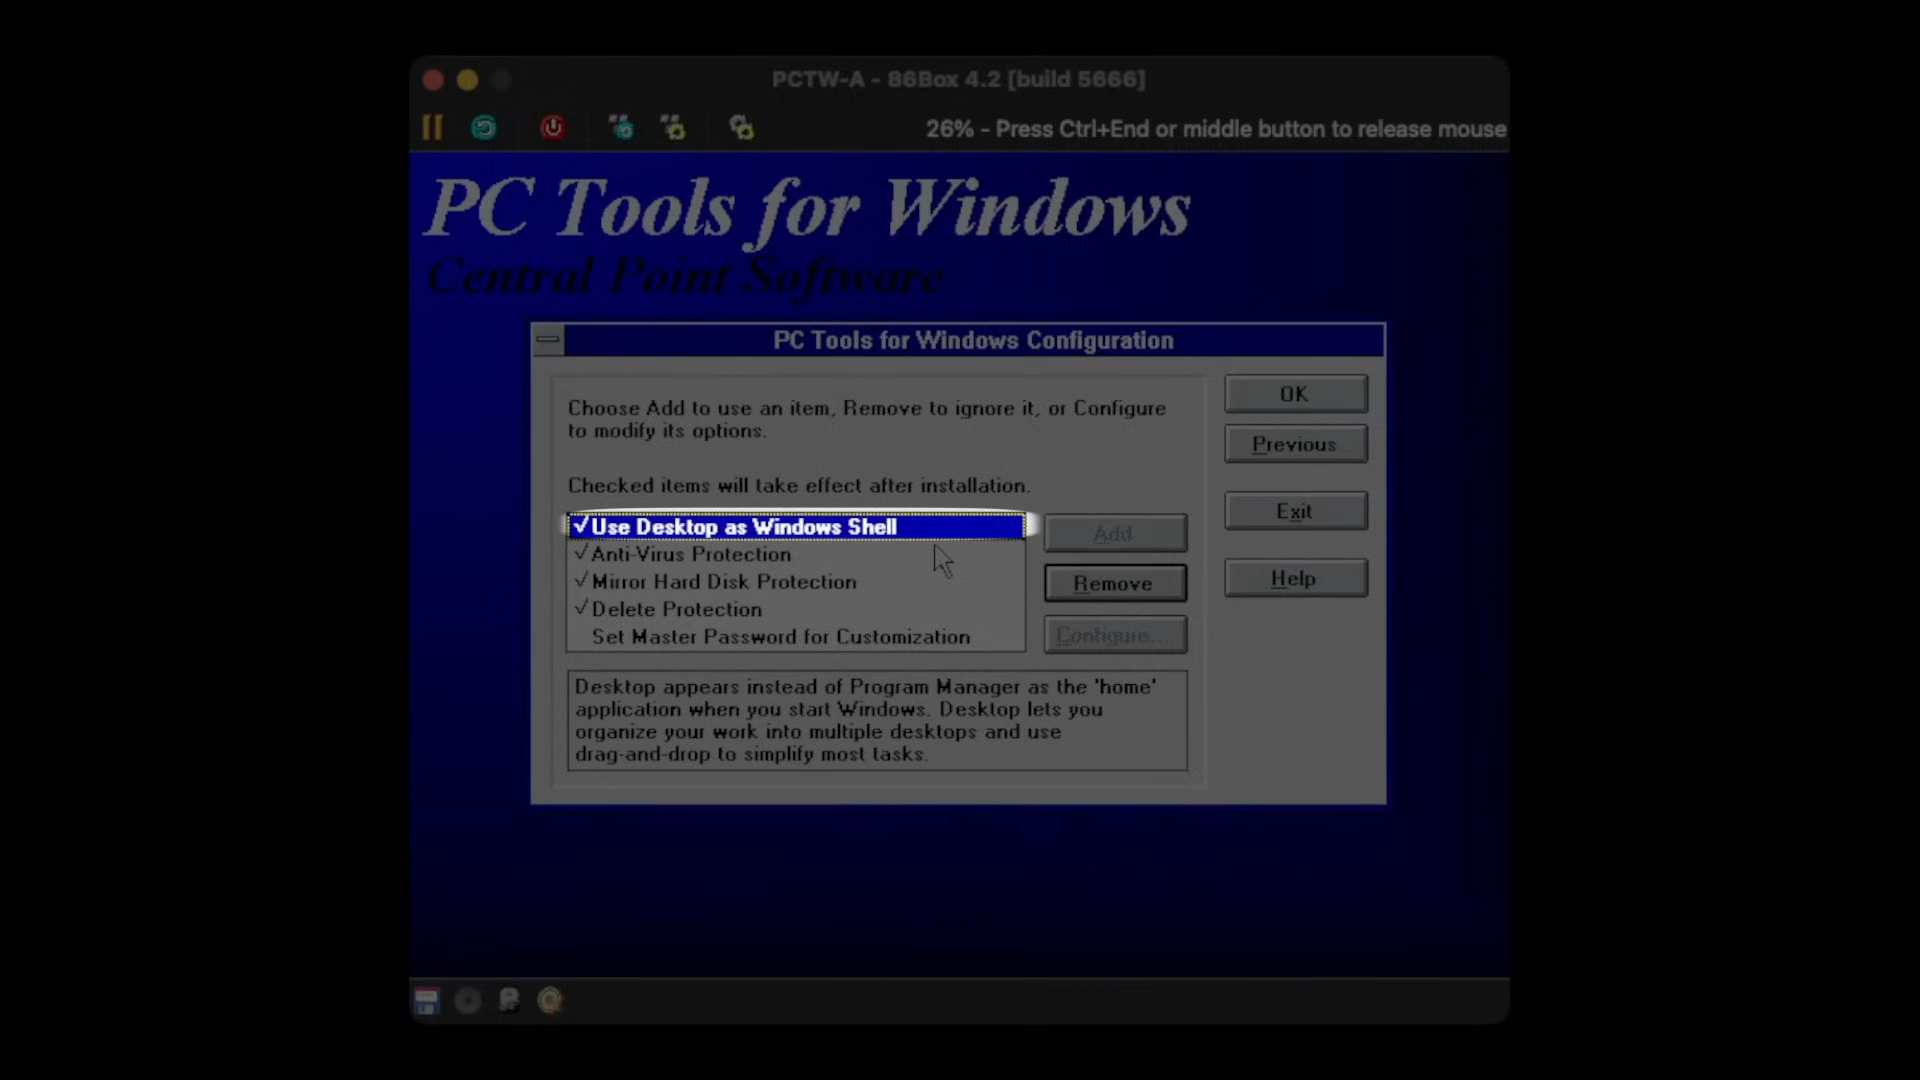 PCTW-A - 86Box 4.2 [build 5666]
26% - Press Ctrl+End or middle button to release mouse
PC Tools for Windows
Central Point Software
PC Tools for Windows Configuration
Choose Add to use an item, Remove to ignore it, or Configure
to modify its options.
Checked items will take effect after installation.
✓Use Desktop as Windows Shell
✓Anti-Virus Protection
✓Mirror Hard Disk Protection
✓Delete Protection
Set Master Password for Customization
Add
Remove
Configure...
OK
Previous
Exit
Help
Desktop appears instead of Program Manager as the 'home'
application when you start Windows. Desktop lets you
organize your work into multiple desktops and use
drag-and-drop to simplify most tasks.